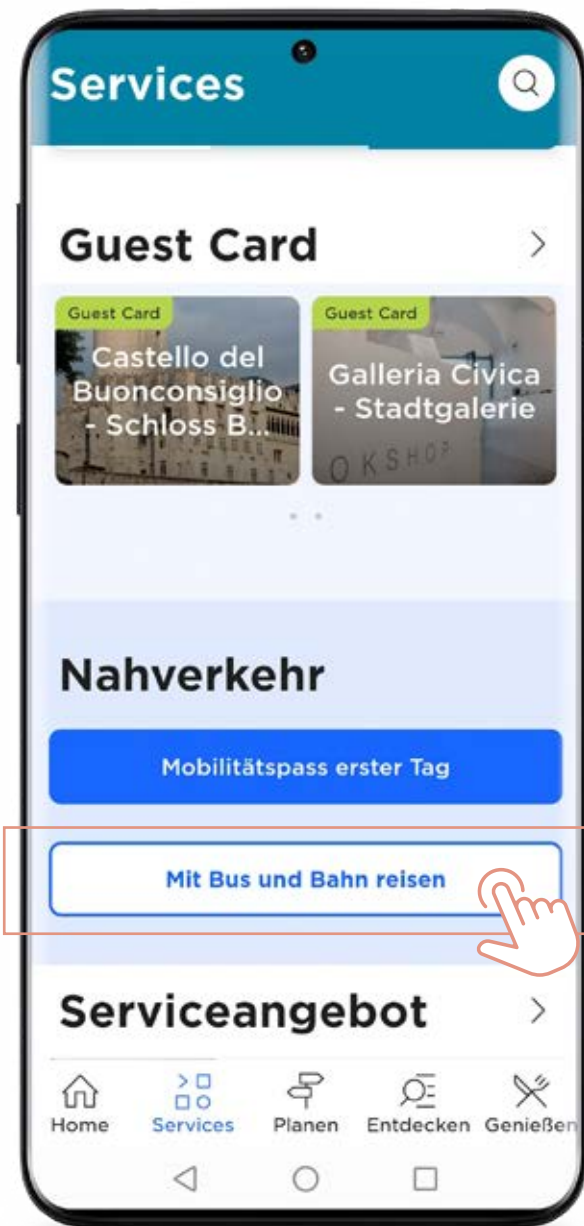 Services
Guest Card
Guest Card
Castello del
Buonconsiglio
- Schloss B...
Guest Card
Galleria Civica
- Stadtgalerie
OKSHOP
Nahverkehr
Mobilitätspass erster Tag
Mit Bus und Bahn reisen
Serviceangebot
Home Services Planen Entdecken Genießen